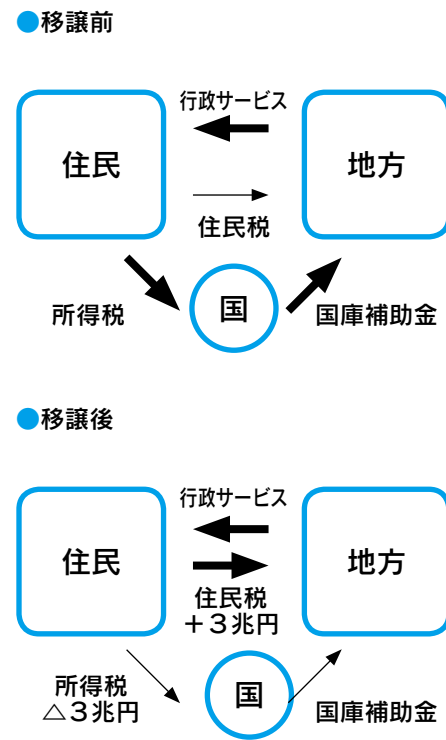 ●移譲前
行政サービス
住民
地方
住民税
国
所得税
国庫補助金
●移譲後
行政サービス
住民
地方
住民税
＋３兆円
所得税
△３兆円
国
国庫補助金